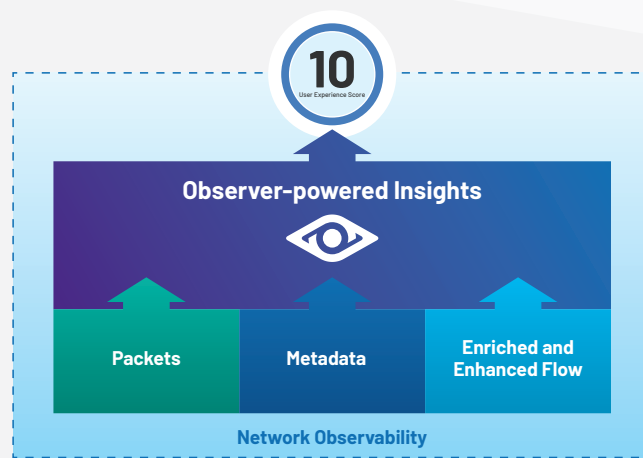 10
User Experience Score
Observer-powered Insights
Packets
Metadata
Enriched and
Enhanced Flow
Network Observability